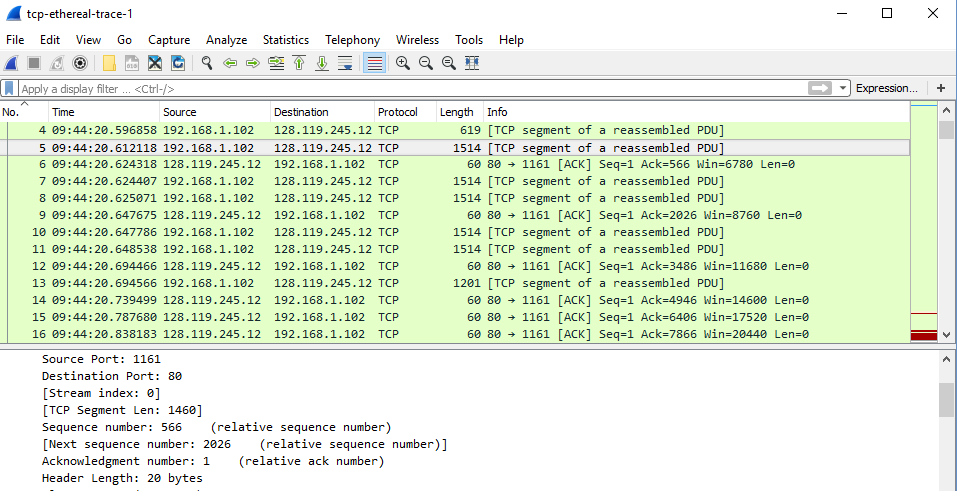 tcp-ethereal-trace-1
File Edit View Go Capture Analyze Statistics Telephony Wireless Tools Help
Apply a display filter ... <Ctrl-/> Expression... +
No. Time Source Destination Protocol Length Info
4 09:44:20.596858 192.168.1.102 128.119.245.12 TCP 619 [TCP segment of a reassembled PDU]
5 09:44:20.612118 192.168.1.102 128.119.245.12 TCP 1514 [TCP segment of a reassembled PDU]
6 09:44:20.624318 128.119.245.12 192.168.1.102 TCP 60 80 → 1161 [ACK] Seq=1 Ack=566 Win=6780 Len=0
7 09:44:20.624407 192.168.1.102 128.119.245.12 TCP 1514 [TCP segment of a reassembled PDU]
8 09:44:20.625071 192.168.1.102 128.119.245.12 TCP 1514 [TCP segment of a reassembled PDU]
9 09:44:20.647675 128.119.245.12 192.168.1.102 TCP 60 80 → 1161 [ACK] Seq=1 Ack=2026 Win=8760 Len=0
10 09:44:20.647786 192.168.1.102 128.119.245.12 TCP 1514 [TCP segment of a reassembled PDU]
11 09:44:20.648538 192.168.1.102 128.119.245.12 TCP 1514 [TCP segment of a reassembled PDU]
12 09:44:20.694466 128.119.245.12 192.168.1.102 TCP 60 80 → 1161 [ACK] Seq=1 Ack=3486 Win=11680 Len=0
13 09:44:20.694566 192.168.1.102 128.119.245.12 TCP 1201 [TCP segment of a reassembled PDU]
14 09:44:20.739499 128.119.245.12 192.168.1.102 TCP 60 80 → 1161 [ACK] Seq=1 Ack=4946 Win=14600 Len=0
15 09:44:20.787680 128.119.245.12 192.168.1.102 TCP 60 80 → 1161 [ACK] Seq=1 Ack=6406 Win=17520 Len=0
16 09:44:20.838183 128.119.245.12 192.168.1.102 TCP 60 80 → 1161 [ACK] Seq=1 Ack=7866 Win=20440 Len=0
Source Port: 1161
Destination Port: 80
[Stream index: 0]
[TCP Segment Len: 1460]
Sequence number: 566 (relative sequence number)
[Next sequence number: 2026 (relative sequence number)]
Acknowledgment number: 1 (relative ack number)
Header Length: 20 bytes